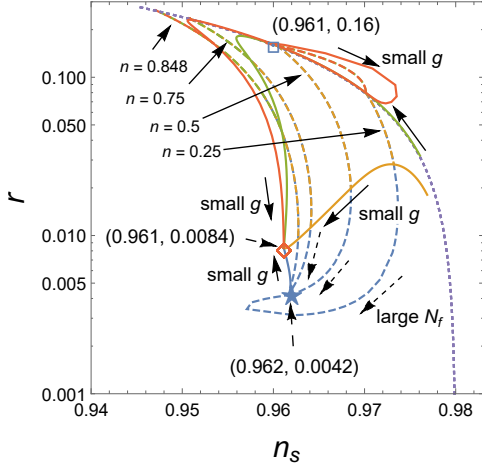 (0.961, 0.16)
small g
n = 0.848
n = 0.75
n = 0.5
n = 0.25
small g
small g
(0.961, 0.0084)
small g
large N_f
(0.962, 0.0042)
0.100
0.050
0.010
0.005
0.001
r
0.94
0.95
0.96
0.97
0.98
n_s